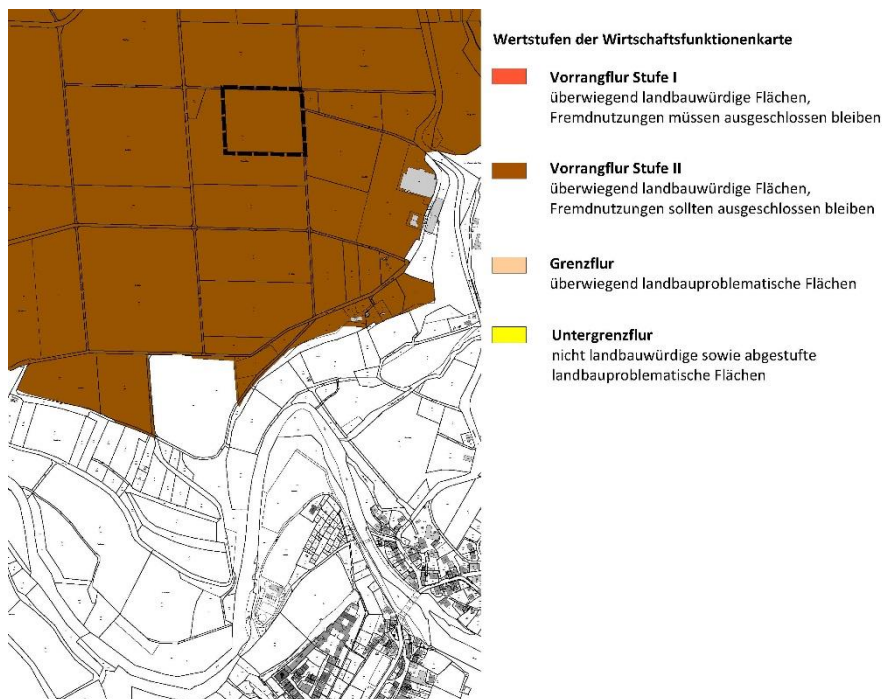 Wertstufen der Wirtschaftsfunktionenkarte
Vorrangflur Stufe I
überwiegend landbauwürdige Flächen,
Fremdnutzungen müssen ausgeschlossen bleiben
Vorrangflur Stufe II
überwiegend landbauwürdige Flächen,
Fremdnutzungen sollten ausgeschlossen bleiben
Grenzflur
überwiegend landbauproblematische Flächen
Untergrenzflur
nicht landbauwürdige sowie abgestufte
landbauproblematische Flächen